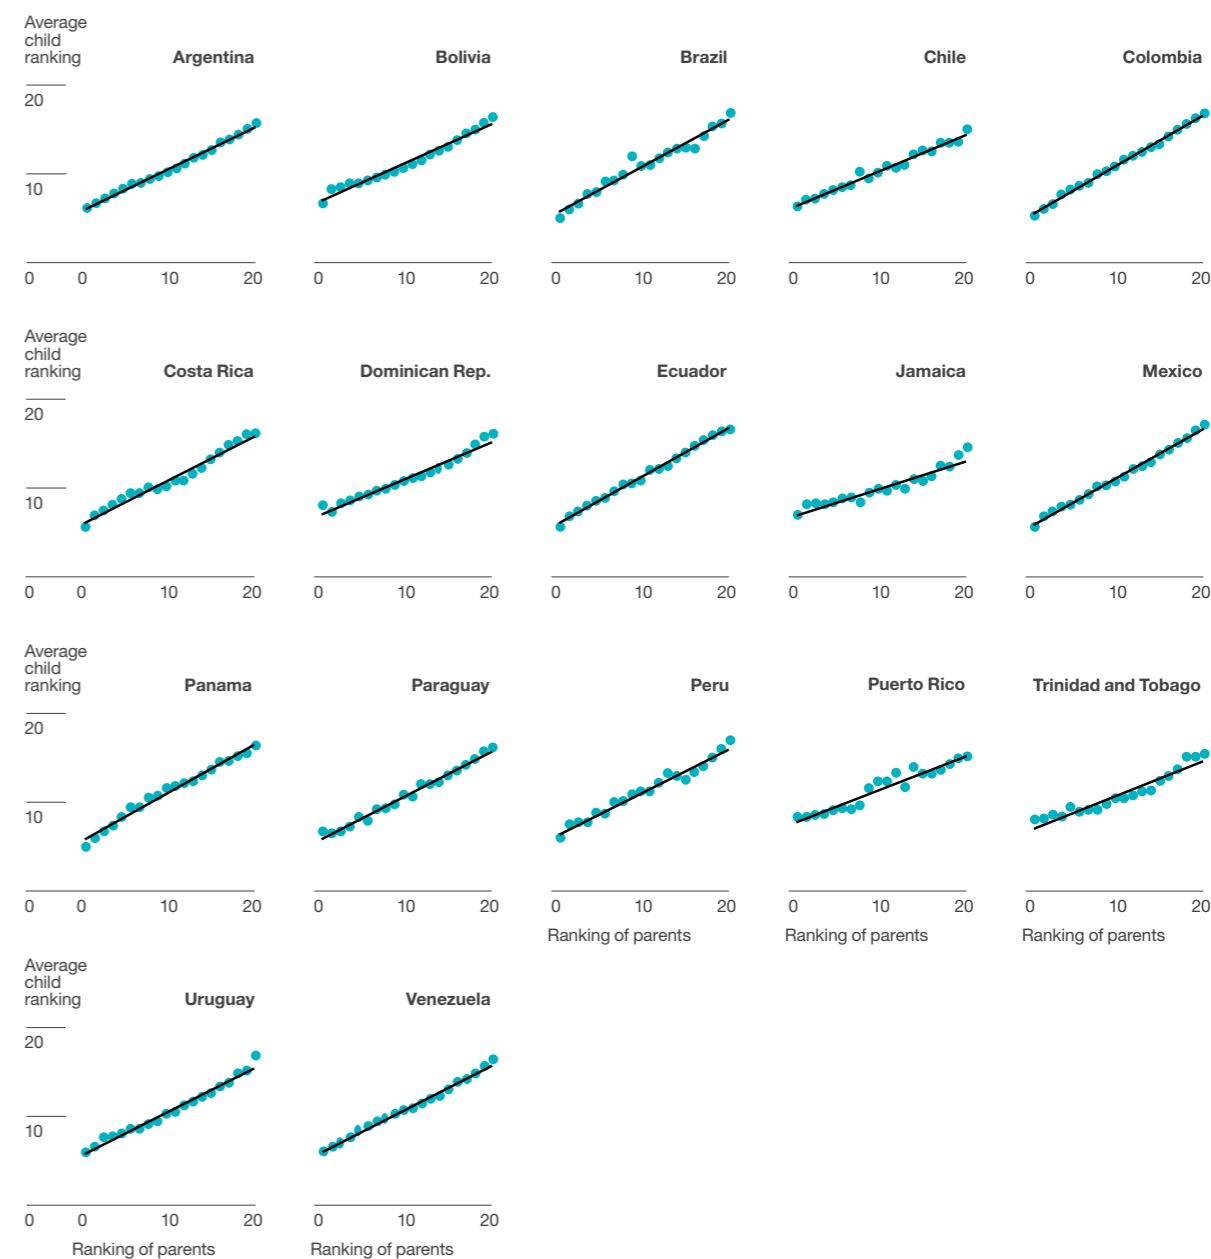 Average
child
ranking
Argentina
Bolivia
Brazil
Chile
Colombia
20
10
0 0 10 20
0 10 20
0 10 20
0 10 20
0 10 20
Average
child
ranking
Costa Rica
Dominican Rep.
Ecuador
Jamaica
Mexico
20
10
0 0 10 20
0 10 20
0 10 20
0 10 20
0 10 20
Average
child
ranking
Panama
Paraguay
Peru
Puerto Rico
Trinidad and Tobago
20
10
0 0 10 20
0 10 20
0 10 20
0 10 20
0 10 20
Ranking of parents
Ranking of parents
Ranking of parents
Average
child
ranking
Uruguay
Venezuela
20
10
0 0 10 20
0 10 20
Ranking of parents
Ranking of parents